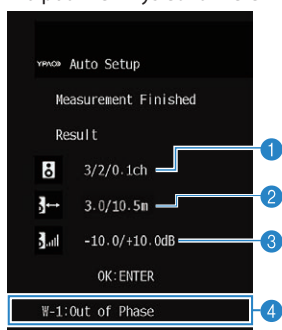 YPAO Auto Setup
Measurement Finished
Result
3/2/0.1ch
1
3.0/10.5m
2
-10.0/+10.0dB
3
OK:ENTER
W-1:Out of Phase
4